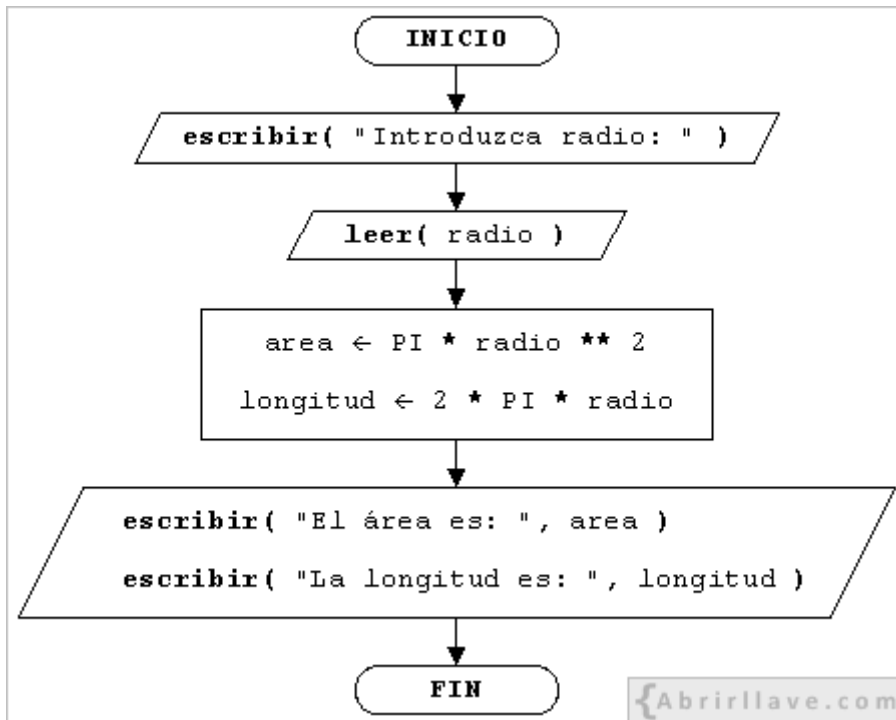 INICIO
escribir( "Introduzca radio: " )
leer( radio )
area ← PI * radio ** 2
longitud ← 2 * PI * radio
escribir( "El área es: ", area )
escribir( "La longitud es: ", longitud )
FIN
{Abrirllave.com